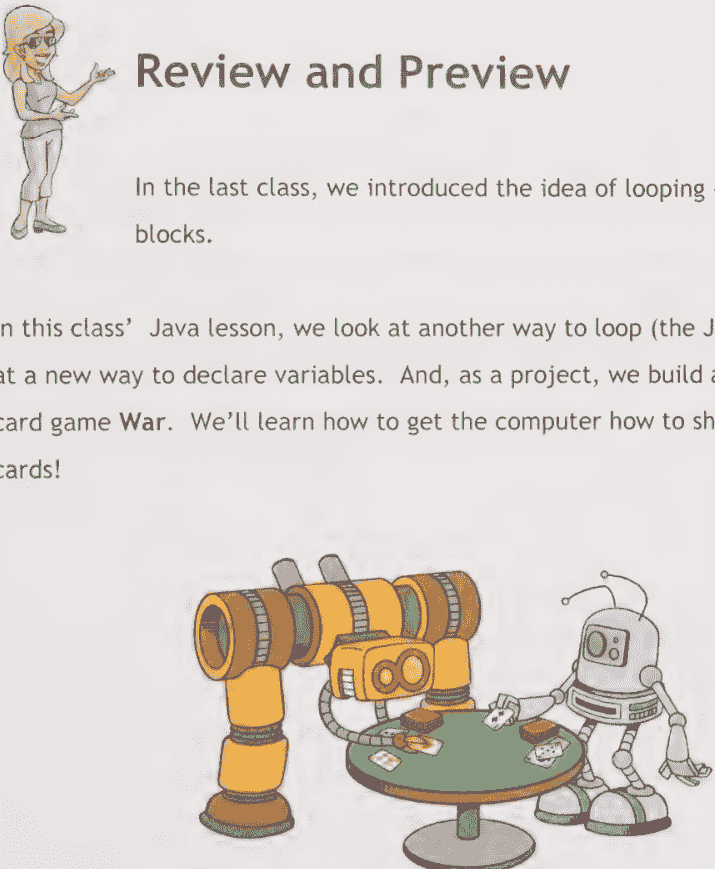 Review and Preview
In the last class, we introduced the idea of looping -
blocks.
n this class' Java lesson, we look at another way to loop (the J
at a new way to declare variables. And, as a project, we build a
card game War. We'll learn how to get the computer how to sh
cards!